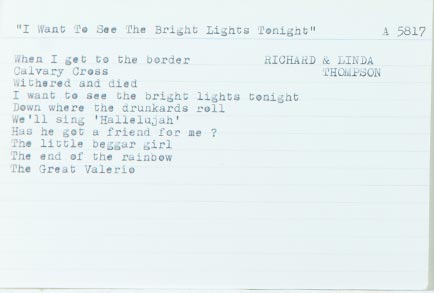 "I Want To See The Bright Lights Tonight" A 5817
When I get to the border RICHARD & LINDA
Calvary Cross THOMPSON
Withered and died
I want to see the bright lights tonight
Down where the drunkards roll
We'll sing 'Hallelujah'
Has he got a friend for me ?
The little beggar girl
The end of the rainbow
The Great Valerio